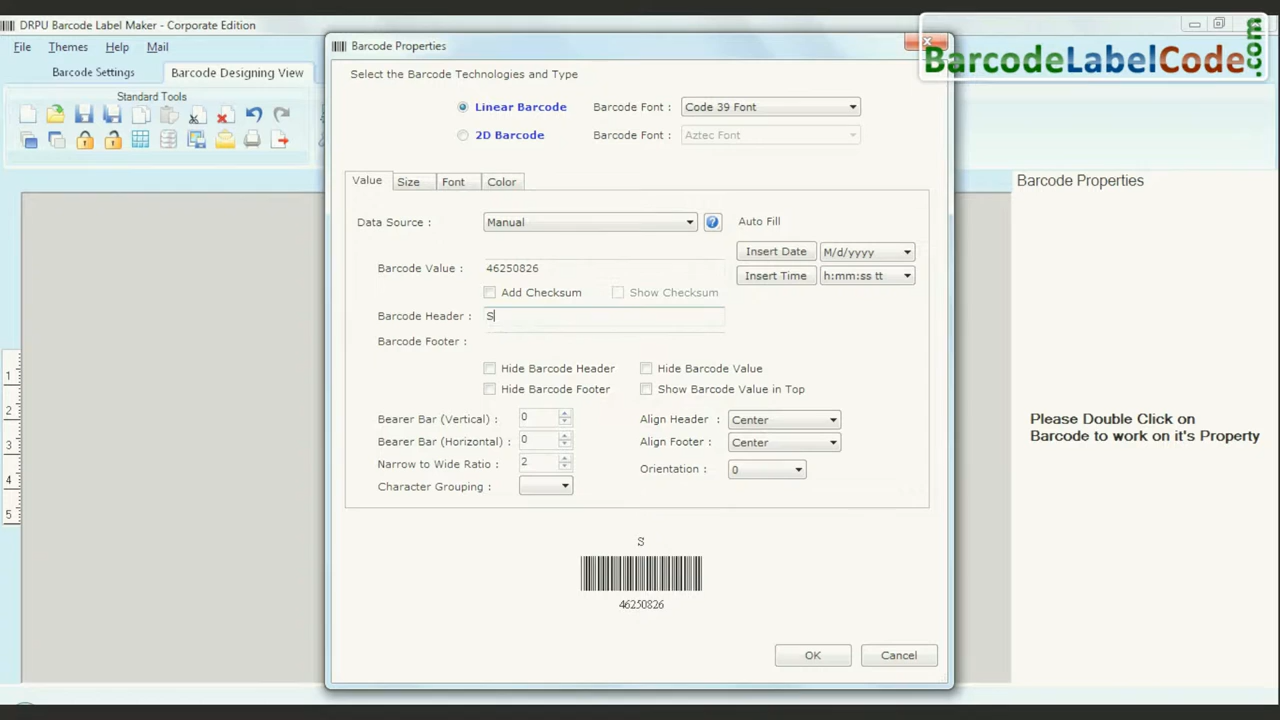 DRPU Barcode Label Maker - Corporate Edition
File Themes Help Mail
Barcode Settings Barcode Designing View
Standard Tools
BarcodeLabelCode.com
Barcode Properties
Select the Barcode Technologies and Type
Linear Barcode Barcode Font : Code 39 Font
2D Barcode Barcode Font : Aztec Font
Value Size Font Color
Data Source : Manual ? Auto Fill
Insert Date M/d/yyyy
Barcode Value : 46250826
Insert Time h:mm:ss tt
Add Checksum Show Checksum
Barcode Header : S
Barcode Footer :
Hide Barcode Header Hide Barcode Value
Hide Barcode Footer Show Barcode Value in Top
Bearer Bar (Vertical) : 0 Align Header : Center
Bearer Bar (Horizontal) : 0 Align Footer : Center
Narrow to Wide Ratio : 2 Orientation : 0
Character Grouping :
S
46250826
OK Cancel
Barcode Properties
Please Double Click on
Barcode to work on it's Property
1
2
3
4
5